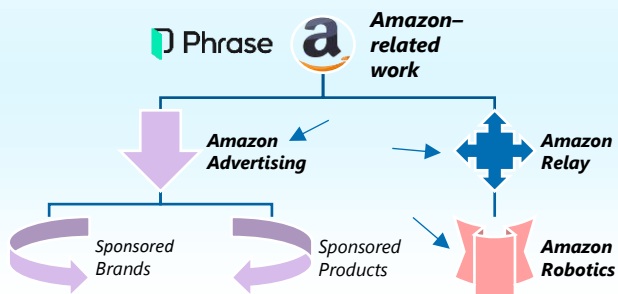 Phrase
a
Amazon–
related
work
Amazon
Advertising
Amazon
Relay
Sponsored
Brands
Sponsored
Products
Amazon
Robotics